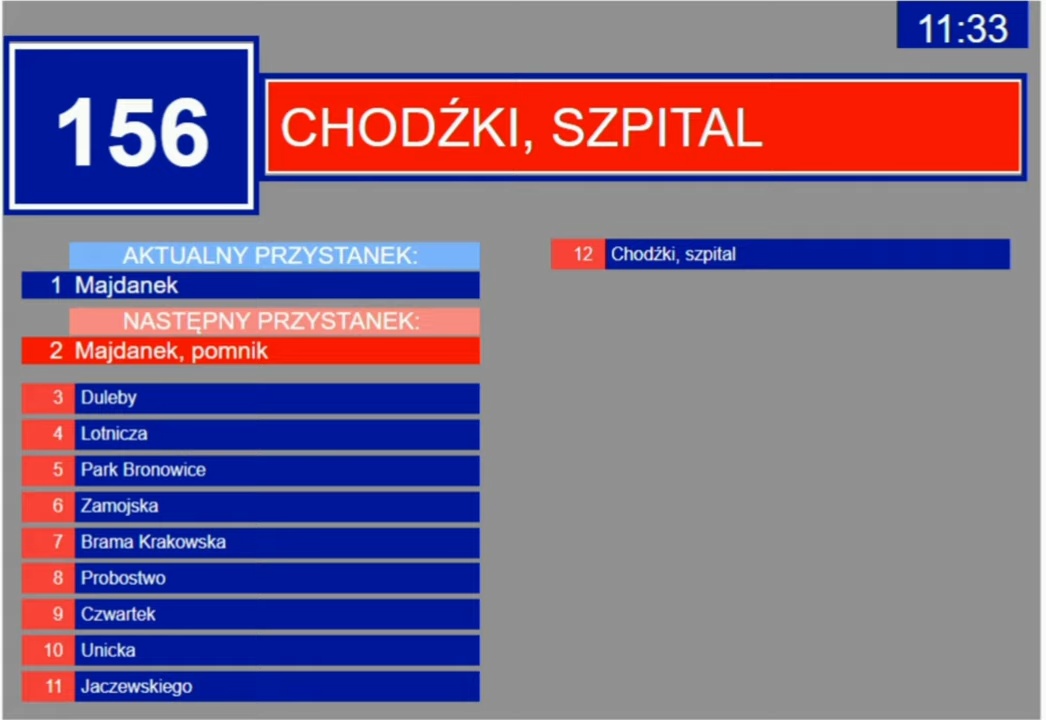 11:33
156
CHODŹKI, SZPITAL
AKTUALNY PRZYSTANEK:
1 Majdanek
NASTĘPNY PRZYSTANEK:
2 Majdanek, pomnik
3 Duleby
4 Lotnicza
5 Park Bronowice
6 Zamojska
7 Brama Krakowska
8 Probostwo
9 Czwartek
10 Unicka
11 Jaczewskiego
12 Chodźki, szpital